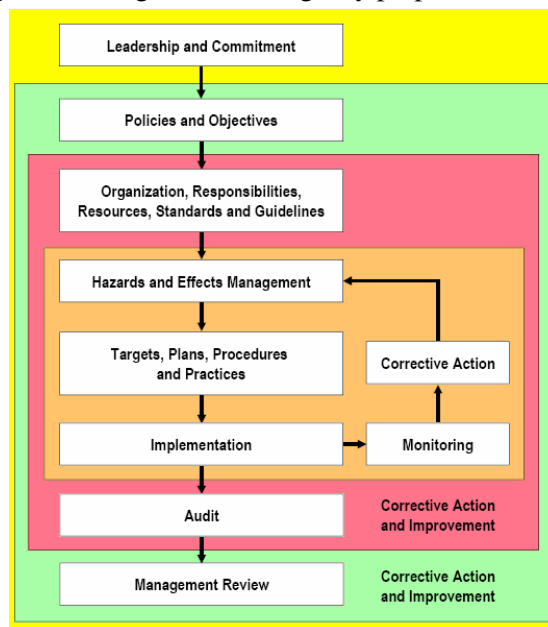 Leadership and Commitment
Policies and Objectives
Organization, Responsibilities,
Resources, Standards and Guidelines
Hazards and Effects Management
Targets, Plans, Procedures
and Practices
Corrective Action
Implementation
Monitoring
Audit
Corrective Action
and Improvement
Management Review
Corrective Action
and Improvement